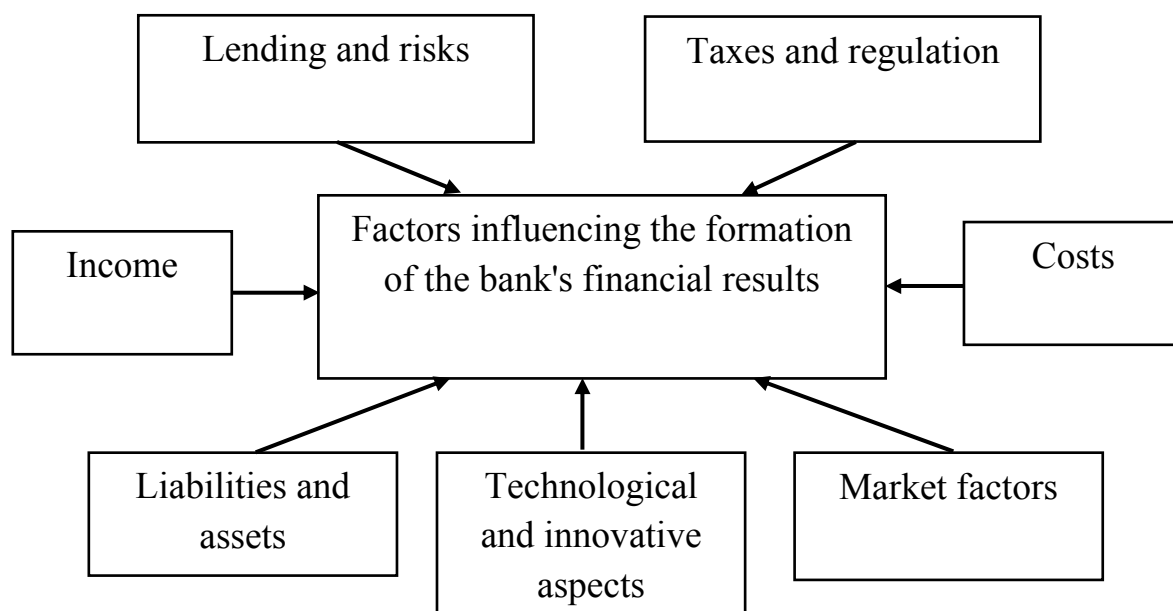 Lending and risks
Taxes and regulation
Factors influencing the formation
of the bank's financial results
Income
Costs
Liabilities and
assets
Technological
and innovative
aspects
Market factors